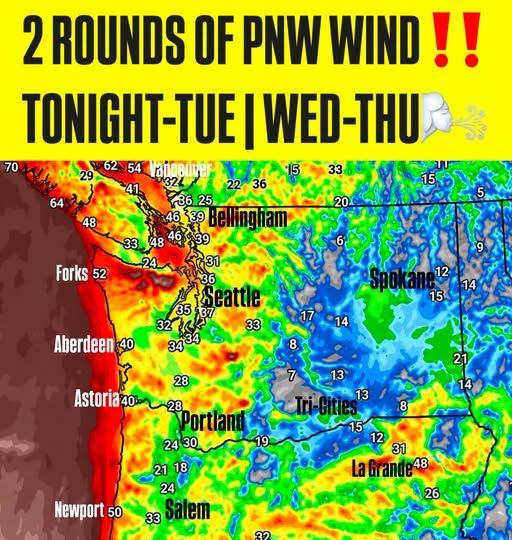 2 ROUNDS OF PNW WIND‼️
TONIGHT-TUE | WED-THU🌬️
70 62 54 Vancouver 15 33 11
29 32 22 36 15
41 5
64 36 25 20
48 46 39 Bellingham
46 39 6
33 48 9
24 31
Forks 52 36 Spokane 12
Seattle 15 14
35 37 17
32 33 14
Aberdeen 40 34 34 8
21
7 13
28 14
Astoria 40 13
28 Tri-Cities 8
Portland 15
24 30 19 12
31
21 18 La Grande 48
24 26
Newport 50 33 Salem
32